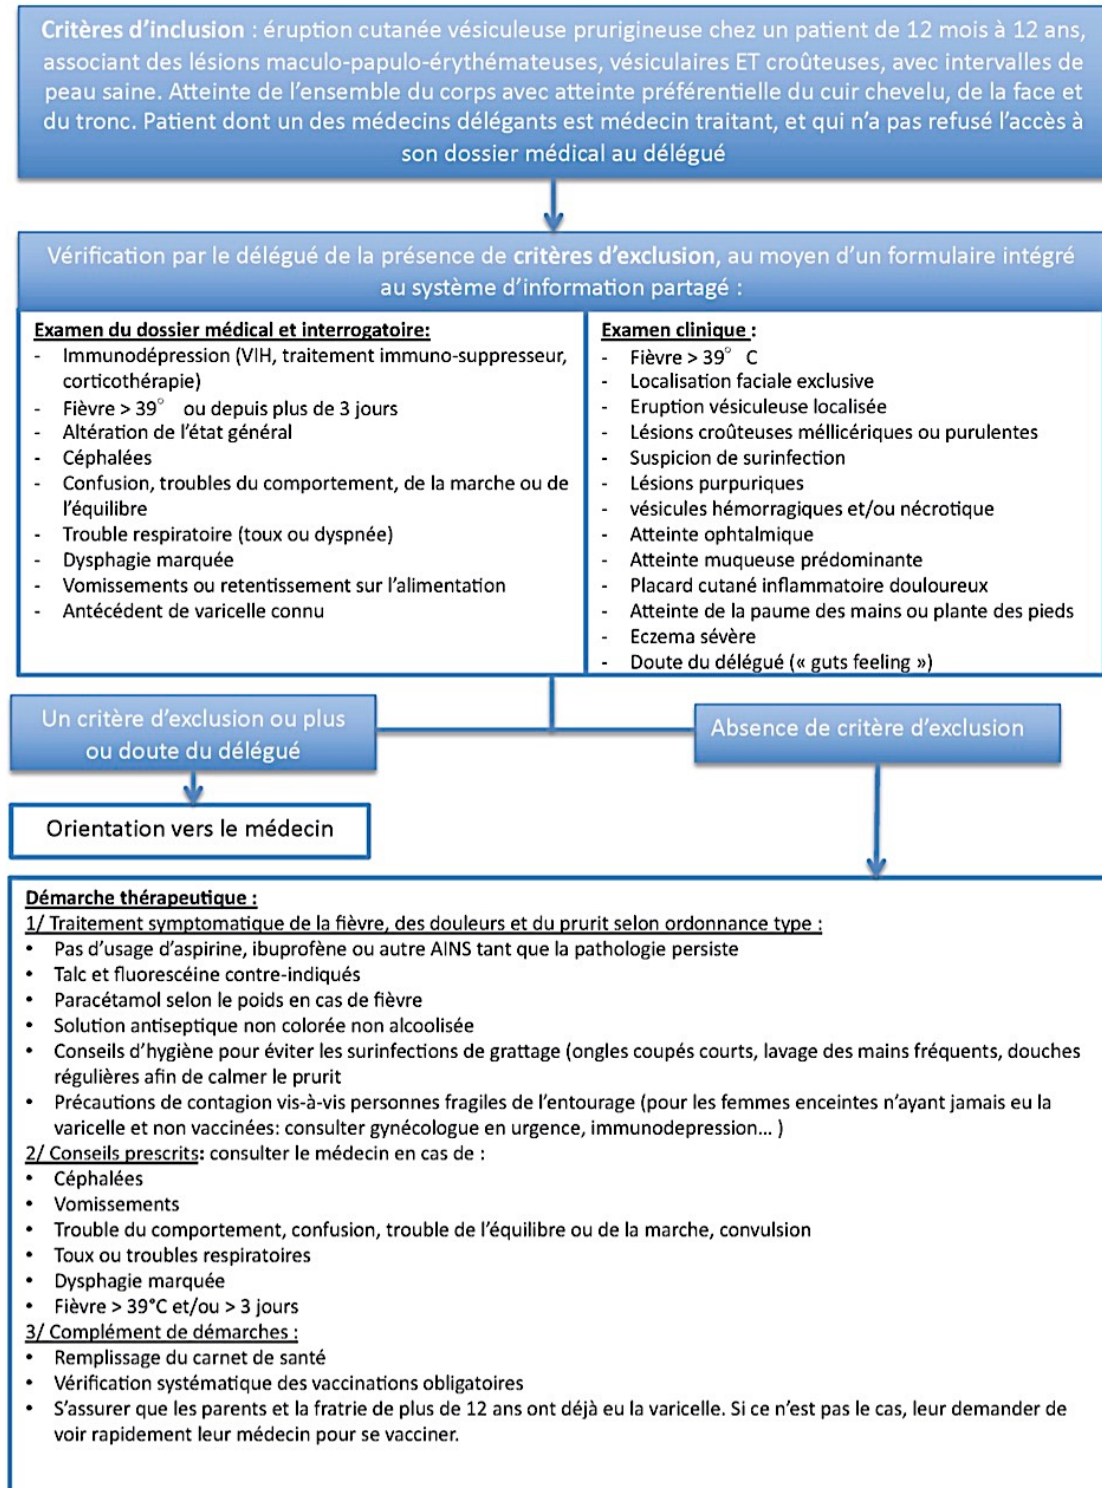 Critères d'inclusion : éruption cutanée vésiculeuse prurigineuse chez un patient de 12 mois à 12 ans,
associant des lésions maculo-papulo-érythémateuses, vésiculaires ET croûteuses, avec intervalles de
peau saine. Atteinte de l'ensemble du corps avec atteinte préférentielle du cuir chevelu, de la face et
du tronc. Patient dont un des médecins délégants est médecin traitant, et qui n'a pas refusé l'accès à
son dossier médical au délégué
Vérification par le délégué de la présence de critères d'exclusion, au moyen d'un formulaire intégré
au système d'information partagé :
Examen du dossier médical et interrogatoire:
- Immunodépression (VIH, traitement immuno-suppresseur,
corticothérapie)
- Fièvre > 39° ou depuis plus de 3 jours
- Altération de l'état général
- Céphalées
- Confusion, troubles du comportement, de la marche ou de
l'équilibre
- Trouble respiratoire (toux ou dyspnée)
- Dysphagie marquée
- Vomissements ou retentissement sur l'alimentation
- Antécédent de varicelle connu
Examen clinique :
- Fièvre > 39° C
- Localisation faciale exclusive
- Eruption vésiculeuse localisée
- Lésions croûteuses méllicériques ou purulentes
- Suspicion de surinfection
- Lésions purpuriques
- vésicules hémorragiques et/ou nécrotique
- Atteinte ophtalmique
- Atteinte muqueuse prédominante
- Placard cutané inflammatoire douloureux
- Atteinte de la paume des mains ou plante des pieds
- Eczema sévère
- Doute du délégué (« guts feeling »)
Un critère d'exclusion ou plus
ou doute du délégué
Absence de critère d'exclusion
Orientation vers le médecin
Démarche thérapeutique :
1/ Traitement symptomatique de la fièvre, des douleurs et du prurit selon ordonnance type :
• Pas d'usage d'aspirine, ibuprofène ou autre AINS tant que la pathologie persiste
• Talc et fluorescéine contre-indiqués
• Paracétamol selon le poids en cas de fièvre
• Solution antiseptique non colorée non alcoolisée
• Conseils d'hygiène pour éviter les surinfections de grattage (ongles coupés courts, lavage des mains fréquents, douches
régulières afin de calmer le prurit
• Précautions de contagion vis-à-vis personnes fragiles de l'entourage (pour les femmes enceintes n'ayant jamais eu la
varicelle et non vaccinées: consulter gynécologue en urgence, immunodepression... )
2/ Conseils prescrits: consulter le médecin en cas de :
• Céphalées
• Vomissements
• Trouble du comportement, confusion, trouble de l'équilibre ou de la marche, convulsion
• Toux ou troubles respiratoires
• Dysphagie marquée
• Fièvre > 39°C et/ou > 3 jours
3/ Complément de démarches :
• Remplissage du carnet de santé
• Vérification systématique des vaccinations obligatoires
• S'assurer que les parents et la fratrie de plus de 12 ans ont déjà eu la varicelle. Si ce n'est pas le cas, leur demander de
voir rapidement leur médecin pour se vacciner.